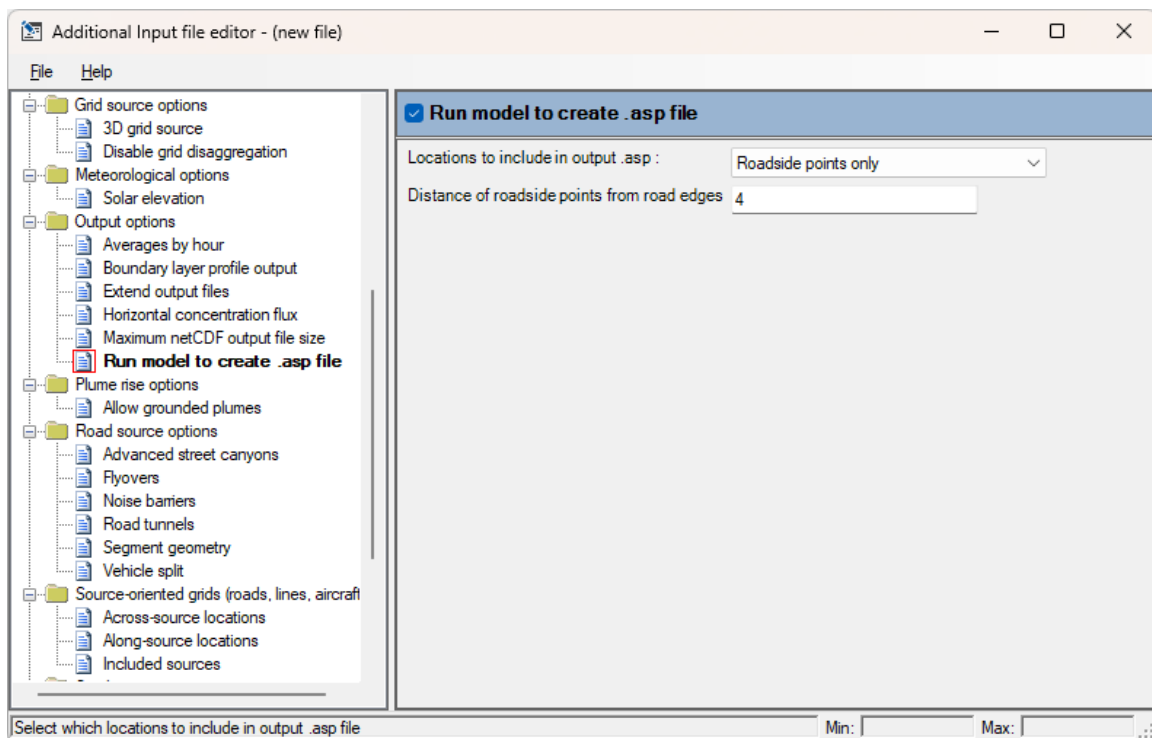 Additional Input file editor - (new file)
File Help
Grid source options
3D grid source
Disable grid disaggregation
Meteorological options
Solar elevation
Output options
Averages by hour
Boundary layer profile output
Extend output files
Horizontal concentration flux
Maximum netCDF output file size
Run model to create .asp file
Plume rise options
Allow grounded plumes
Road source options
Advanced street canyons
Flyovers
Noise barriers
Road tunnels
Segment geometry
Vehicle split
Source-oriented grids (roads, lines, aircraft
Across-source locations
Along-source locations
Included sources
Run model to create .asp file
Locations to include in output .asp : Roadside points only
Distance of roadside points from road edges 4
Select which locations to include in output .asp file Min: Max: